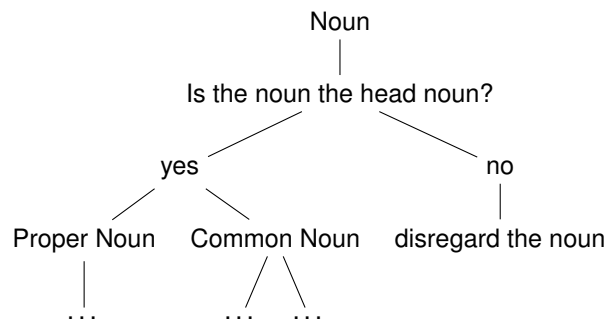 Noun
Is the noun the head noun?
yes no
Proper Noun Common Noun disregard the noun
... ... ...